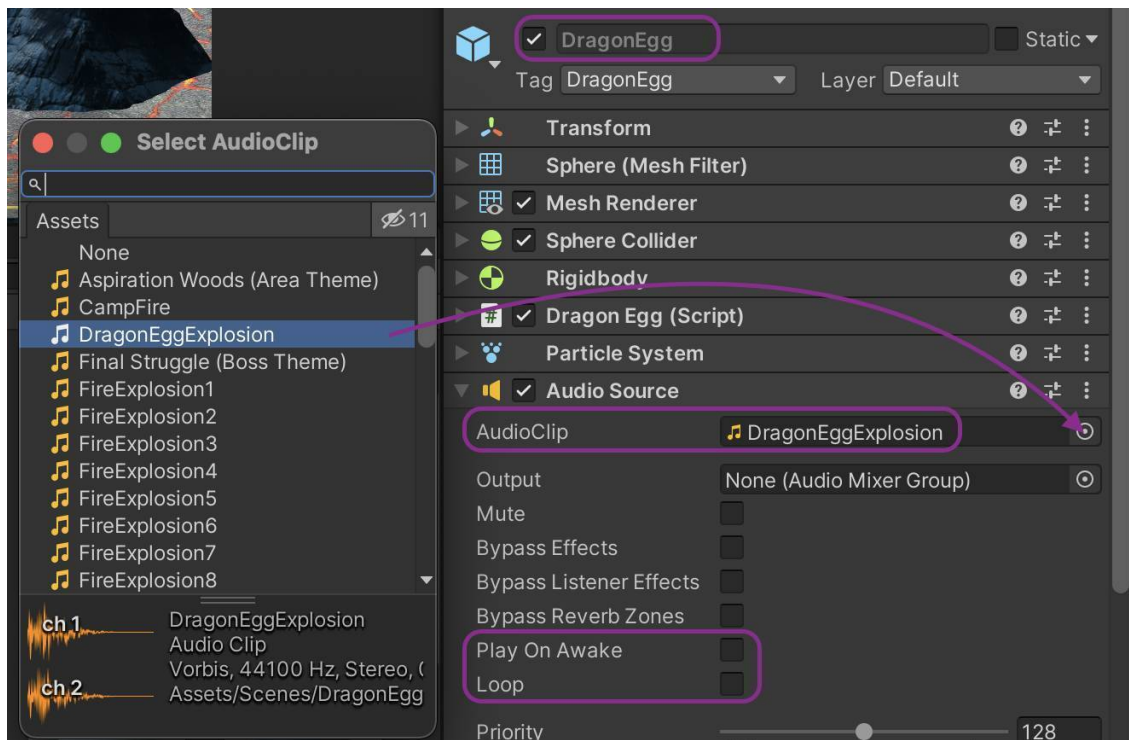 Select AudioClip
Assets
11
None
Aspiration Woods (Area Theme)
CampFire
DragonEggExplosion
Final Struggle (Boss Theme)
FireExplosion1
FireExplosion2
FireExplosion3
FireExplosion4
FireExplosion5
FireExplosion6
FireExplosion7
FireExplosion8
ch 1
ch 2
DragonEggExplosion
Audio Clip
Vorbis, 44100 Hz, Stereo, (
Assets/Scenes/DragonEgg
DragonEgg Static
Tag DragonEgg Layer Default
Transform
Sphere (Mesh Filter)
Mesh Renderer
Sphere Collider
Rigidbody
# Dragon Egg (Script)
Particle System
Audio Source
AudioClip DragonEggExplosion
Output None (Audio Mixer Group)
Mute
Bypass Effects
Bypass Listener Effects
Bypass Reverb Zones
Play On Awake
Loop
Priority 128